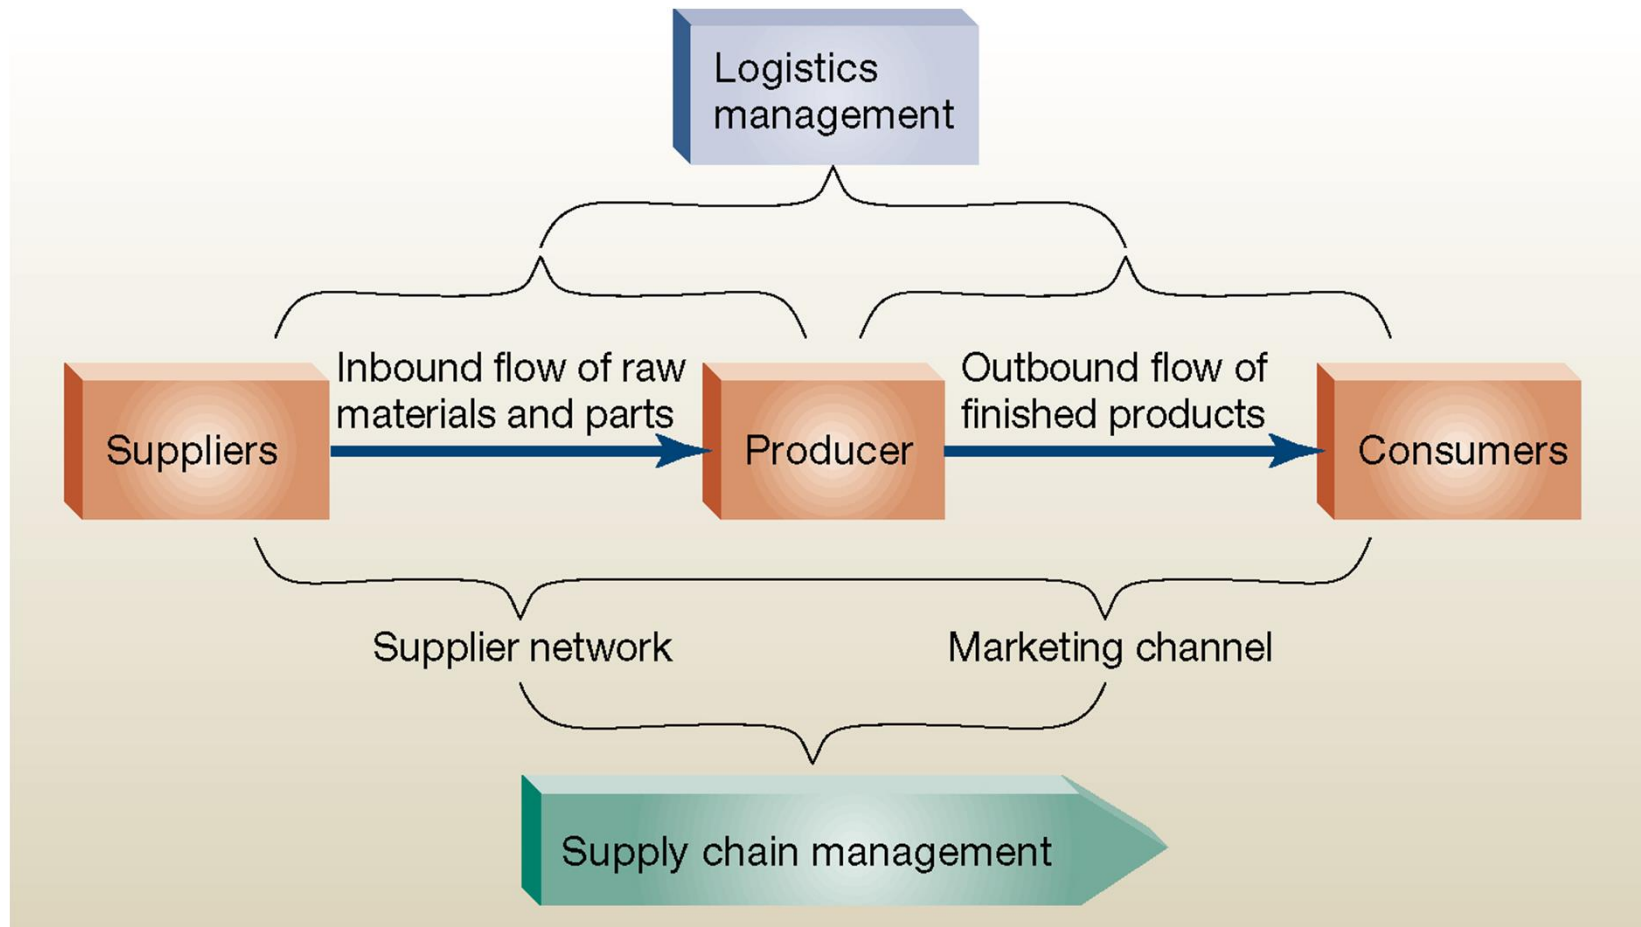 Logistics
management
Inbound flow of raw
materials and parts
Outbound flow of
finished products
Suppliers
Producer
Consumers
Supplier network
Marketing channel
Supply chain management